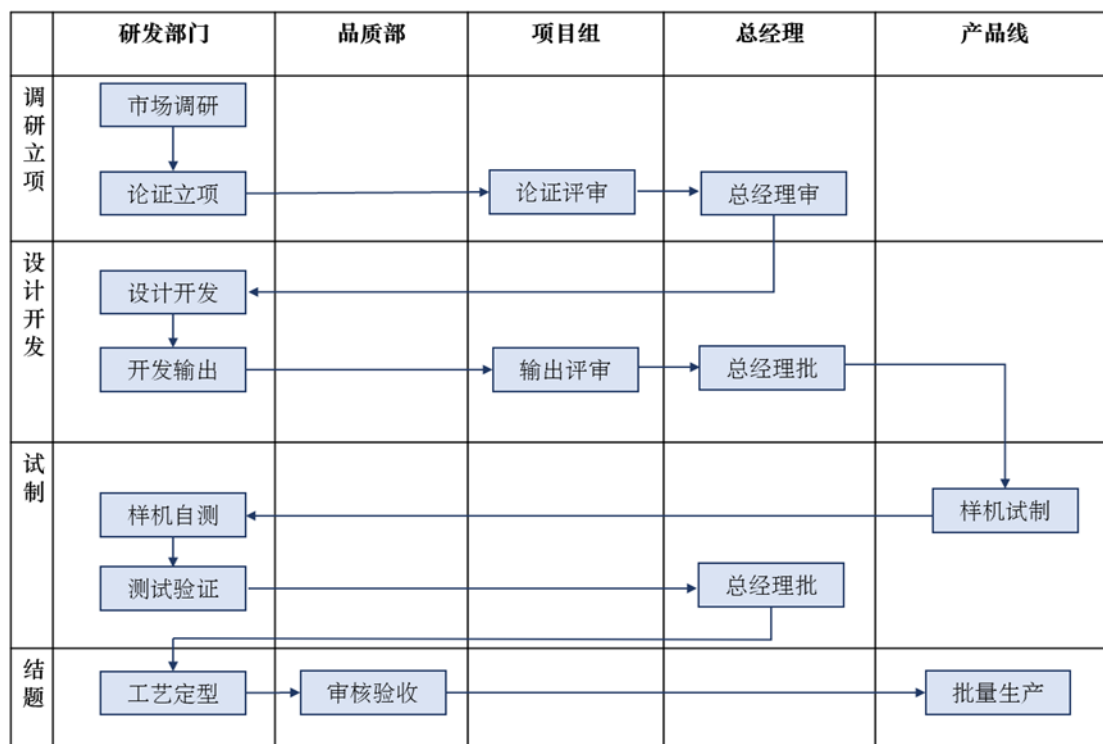 研发部门
品质部
项目组
总经理
产品线
调研立项
市场调研
论证立项
论证评审
总经理审
设计开发
设计开发
开发输出
输出评审
总经理批
试制
样机自测
样机试制
测试验证
总经理批
结题
工艺定型
审核验收
批量生产